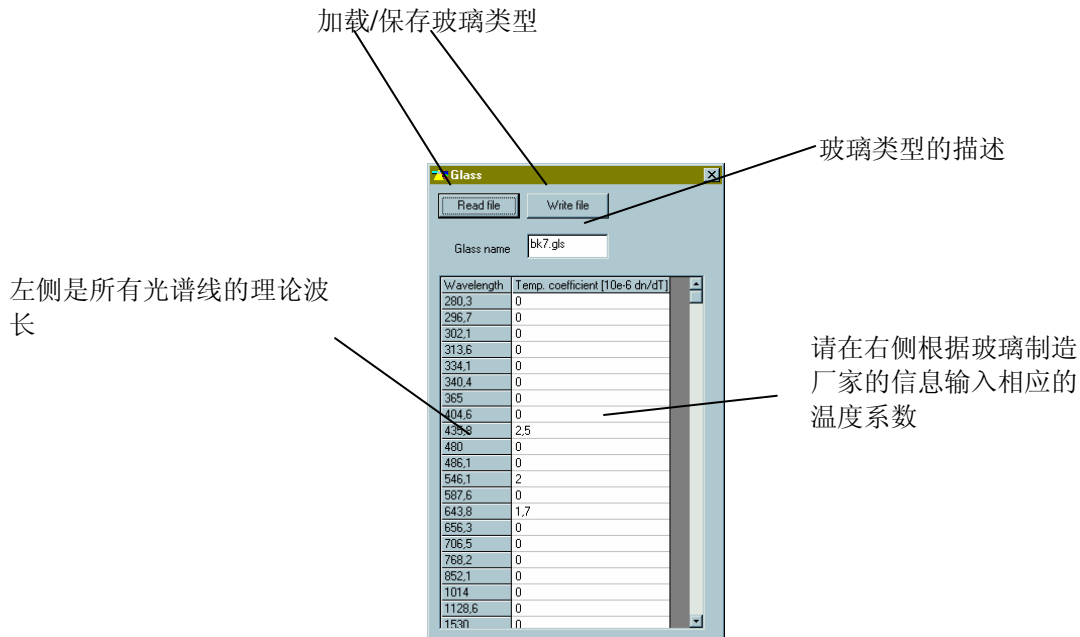 加载/保存玻璃类型
玻璃类型的描述
Glass
Read file Write file
Glass name bk7.gls
左侧是所有光谱线的理论波
长
Wavelength Temp. coefficient [10e-6 dn/dT]
280,3 0
296,7 0
302,1 0
313,6 0
334,1 0
340,4 0
365 0
404,6 0
435,8 2,5
480 0
486,1 0
546,1 2
587,6 0
643,8 1,7
656,3 0
706,5 0
768,2 0
852,1 0
1014 0
1128,6 0
1530 0
请在右侧根据玻璃制造
厂家的信息输入相应的
温度系数